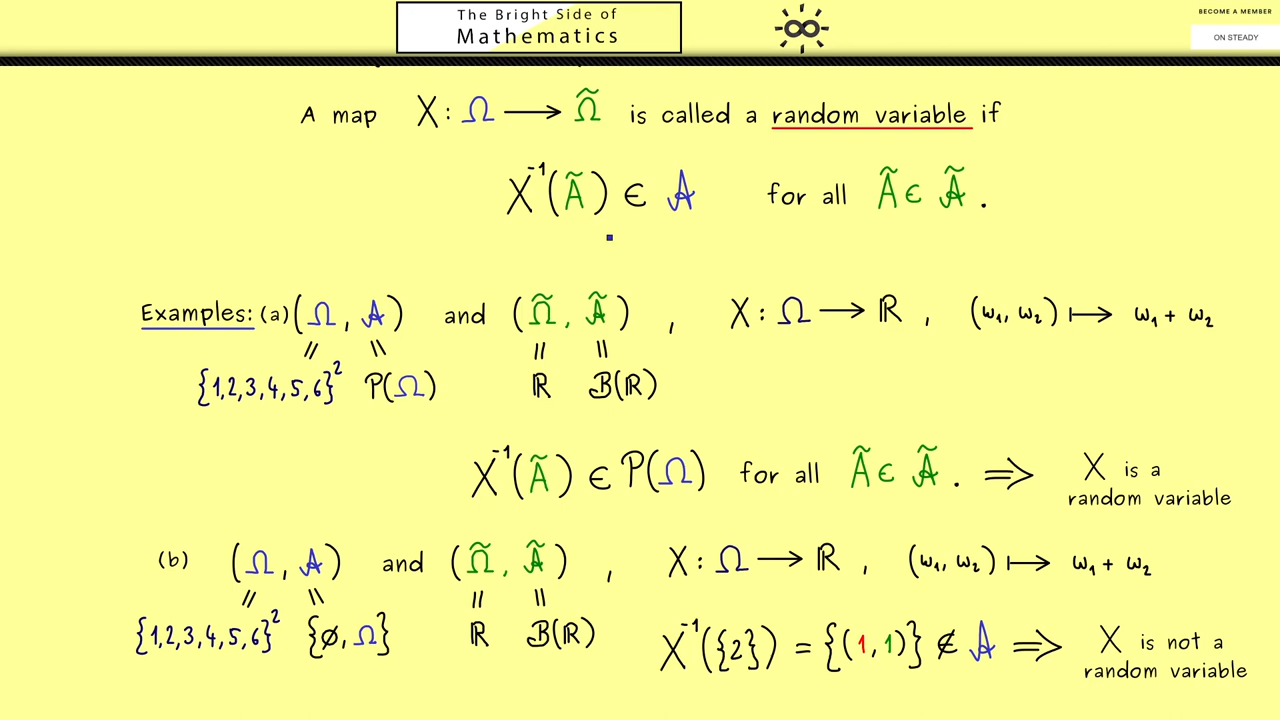 The Bright Side of
Mathematics
BECOME A MEMBER
ON STEADY
A map X : Ω ⟶ Ω̃ is called a random variable if
X⁻¹(Ã) ∈ 𝒜 for all Ã ∈ 𝒜̃ .
Examples: (a) (Ω, 𝒜) and (Ω̃, 𝒜̃) , X : Ω ⟶ ℝ , (ω₁, ω₂) ⟼ ω₁ + ω₂
{1,2,3,4,5,6}² P(Ω) ℝ ℬ(ℝ)
X⁻¹(Ã) ∈ P(Ω) for all Ã ∈ 𝒜̃ . ⟹ X is a
random variable
(b) (Ω, 𝒜) and (Ω̃, 𝒜̃) , X : Ω ⟶ ℝ , (ω₁, ω₂) ⟼ ω₁ + ω₂
{1,2,3,4,5,6}² {∅, Ω} ℝ ℬ(ℝ)
X⁻¹({2}) = {(1,1)} ∉ 𝒜 ⟹ X is not a
random variable